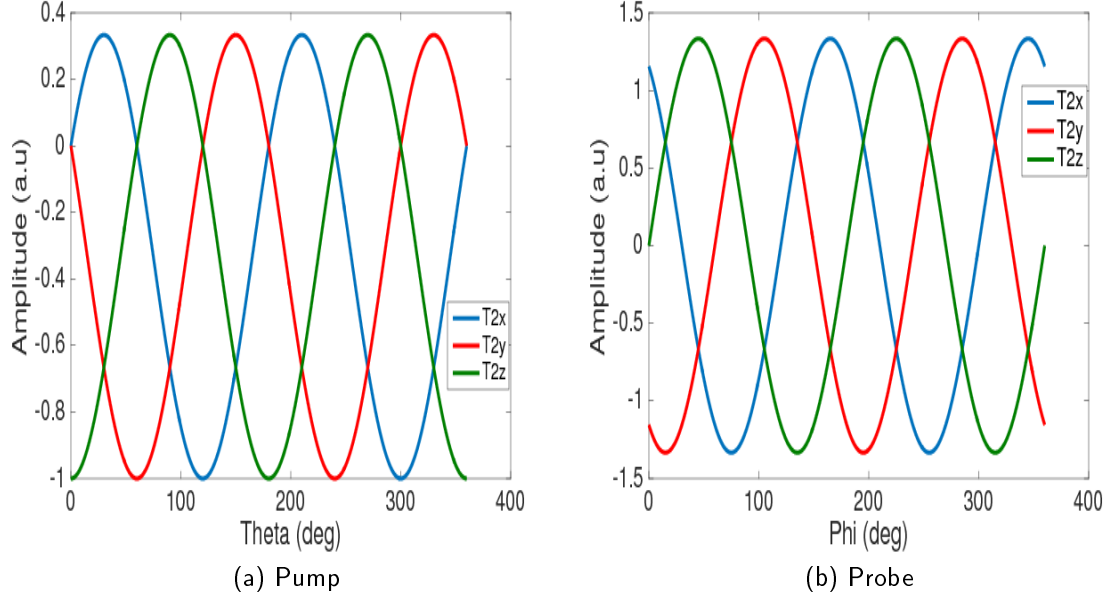 0.4
0.2
0
-0.2
-0.4
-0.6
-0.8
-1
0
100
200
300
400
Amplitude (a.u)
Theta (deg)
T2x
T2y
T2z
(a) Pump
1.5
1
0.5
0
-0.5
-1
-1.5
0
100
200
300
400
Amplitude (a.u)
Phi (deg)
T2x
T2y
T2z
(b) Probe